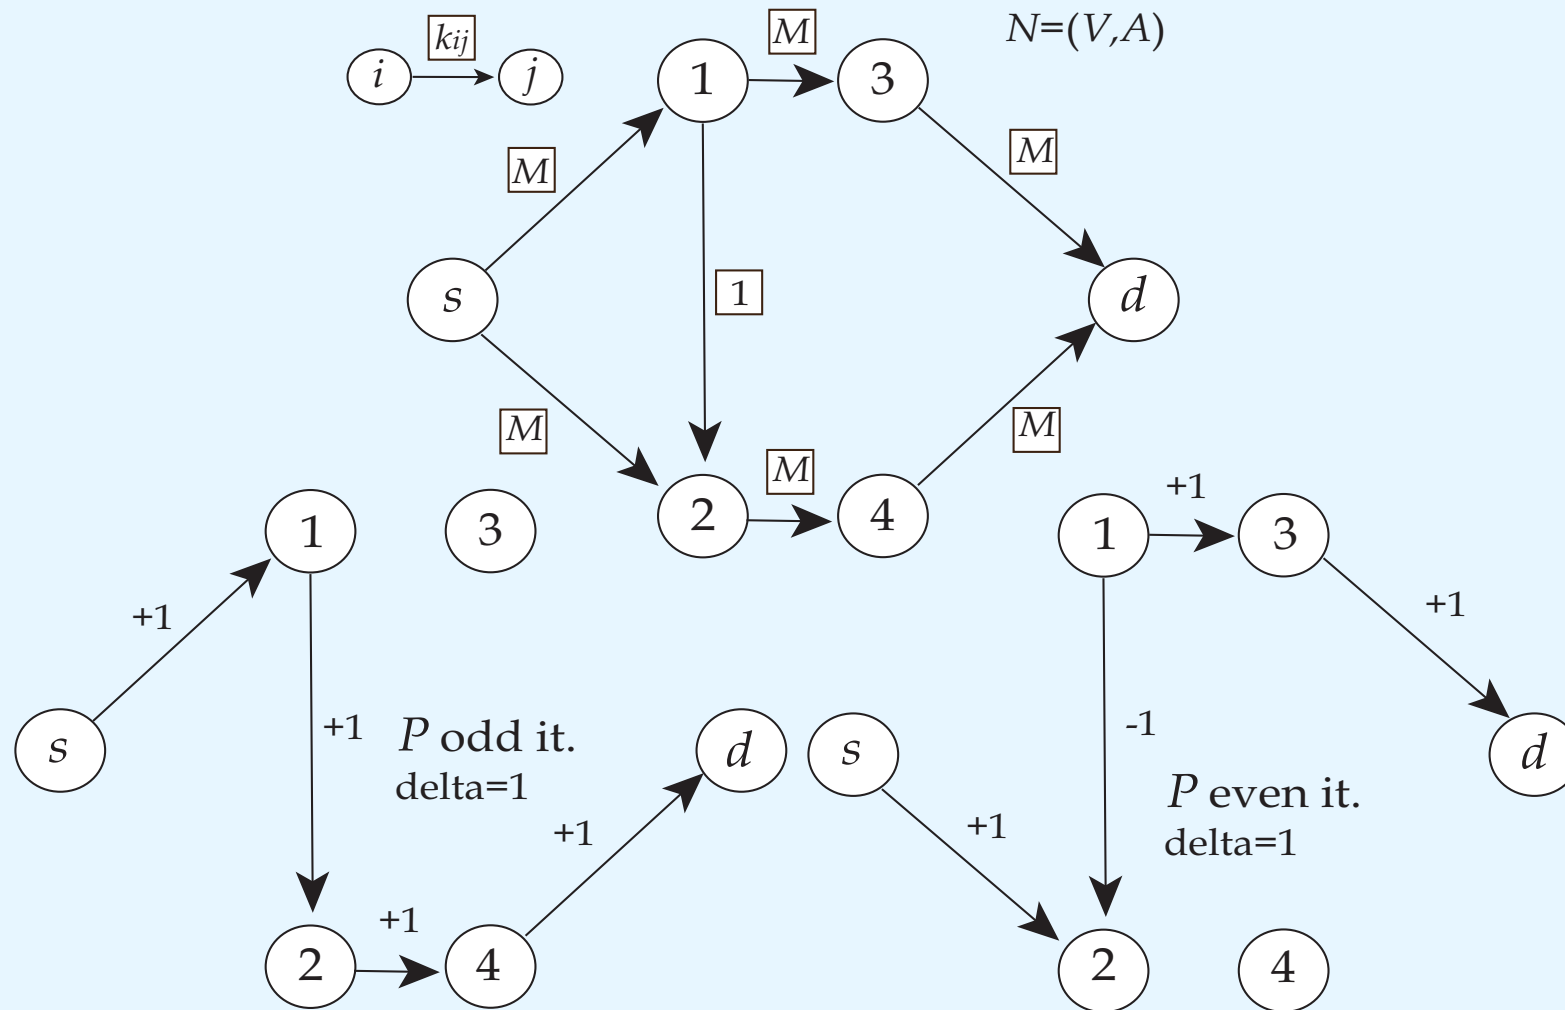 kij
i j
N=(V,A)
M
1 3
M
M
s
1
d
M
M
M
2 4
1 3
+1
s
+1
P odd it.
delta=1
+1
d
+1
2 4
+1
1 3
+1
s
-1
P even it.
delta=1
+1
d
2 4